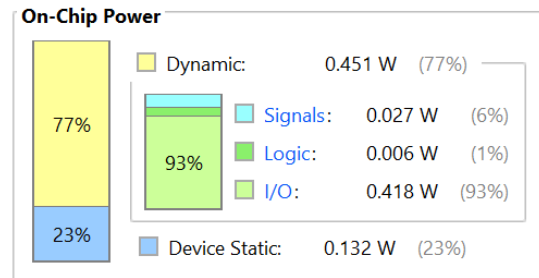 On-Chip Power
Dynamic: 0.451 W (77%)
77%
Signals: 0.027 W (6%)
Logic: 0.006 W (1%)
93%
I/O: 0.418 W (93%)
23%
Device Static: 0.132 W (23%)